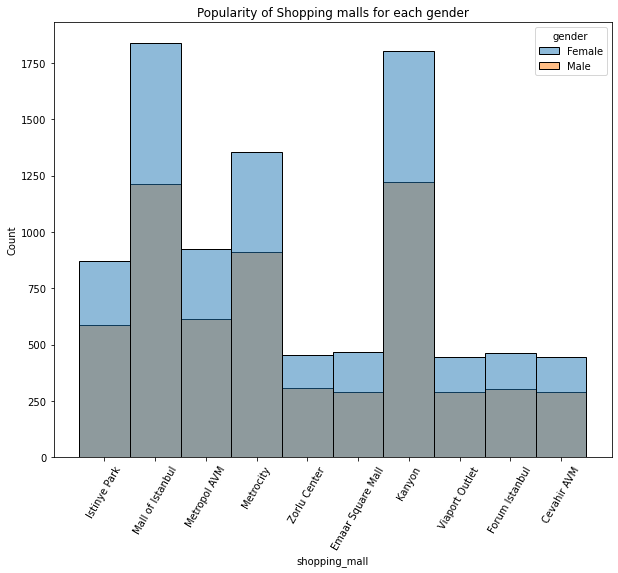 Popularity of Shopping malls for each gender
gender
Female
Male
1750
1500
1250
1000
750
500
250
0
Count
Istinye Park
Mall of Istanbul
Metropol AVM
Metrocity
Zorlu Center
Emaar Square Mall
Kanyon
Viaport Outlet
Forum Istanbul
Cevahir AVM
shopping_mall